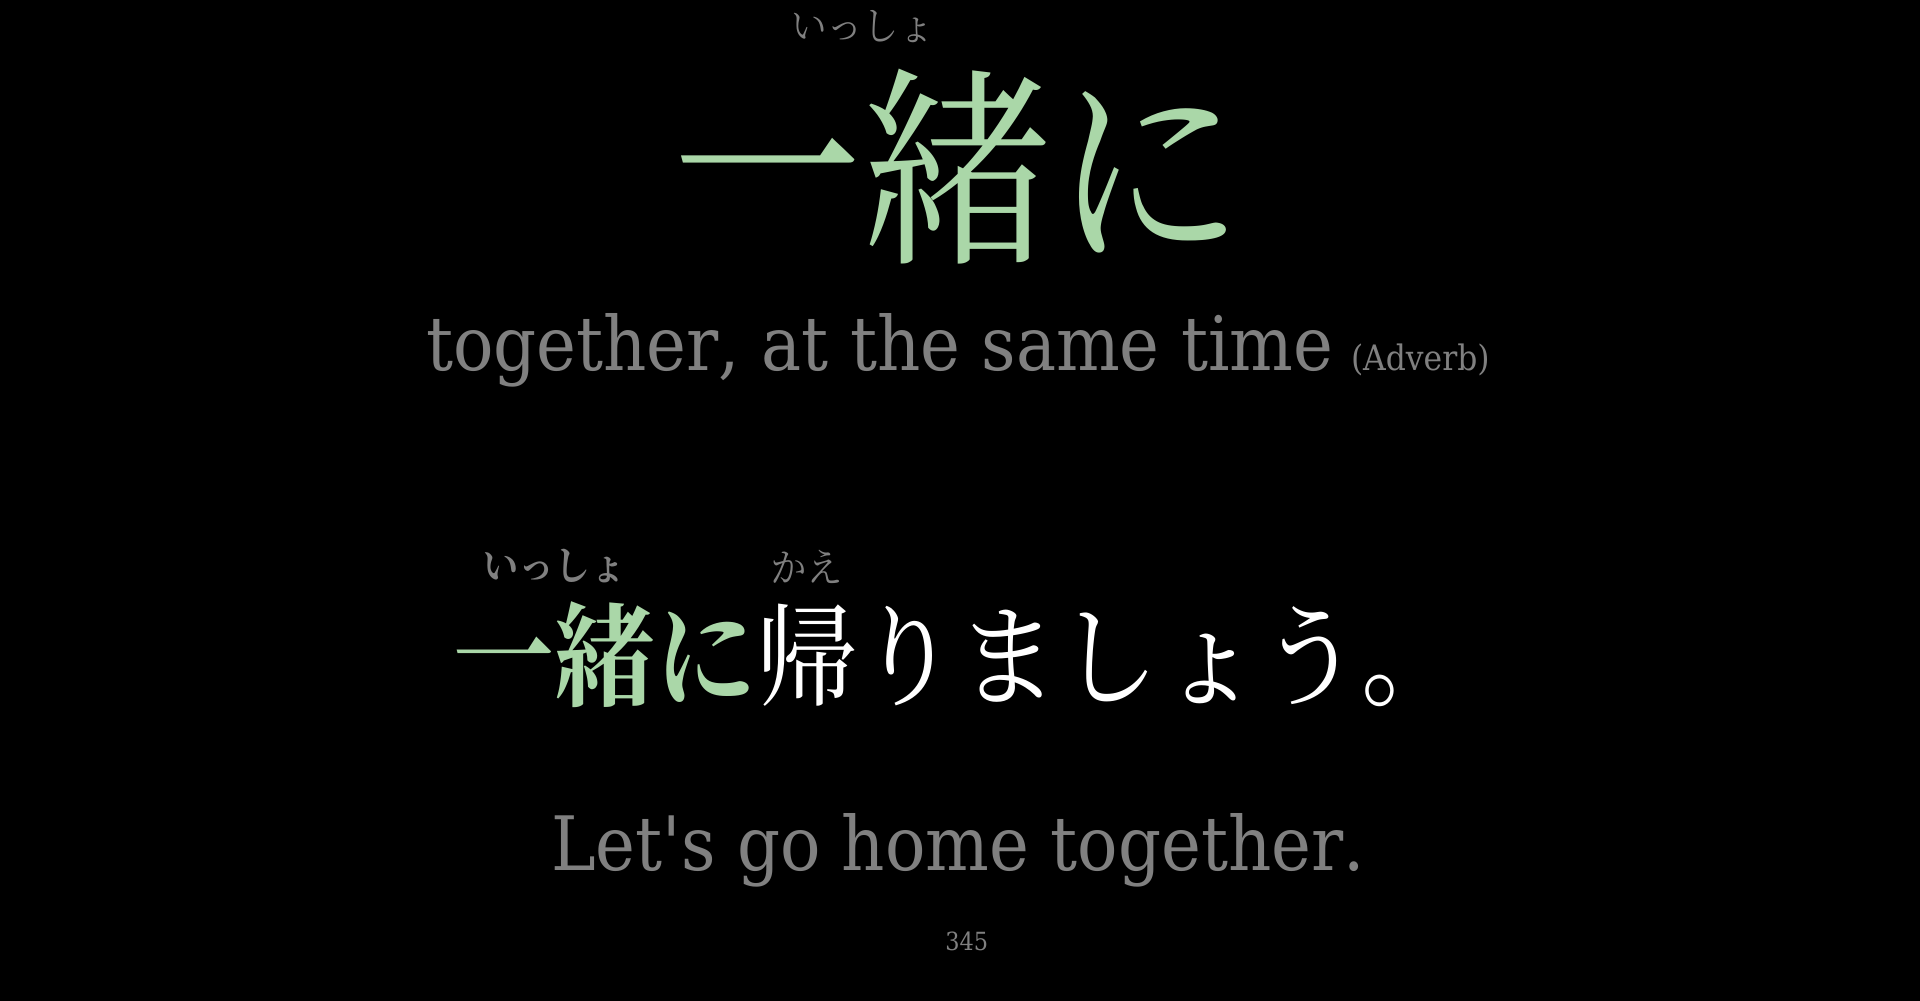 いっしょ
一緒に
together, at the same time (Adverb)
いっしょ かえ
一緒に帰りましょう。
Let's go home together.
345